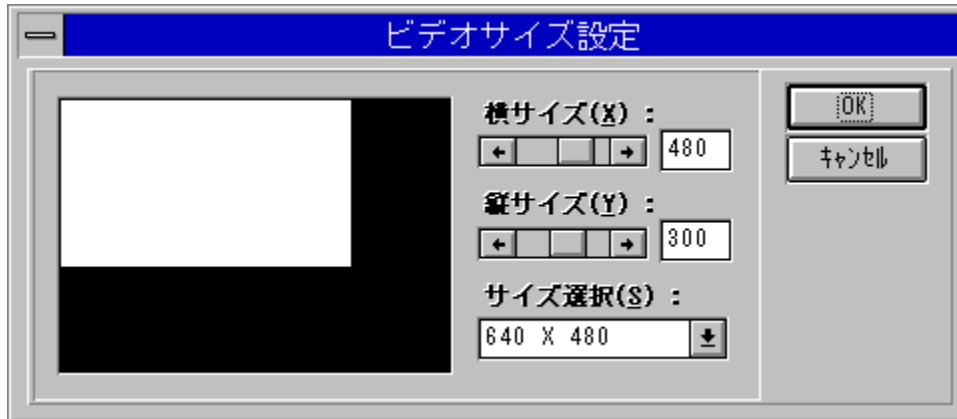 ビデオサイズ設定
横サイズ(X) :
480
縦サイズ(Y) :
300
サイズ選択(S) :
640 X 480
OK
ｷｬﾝｾﾙ